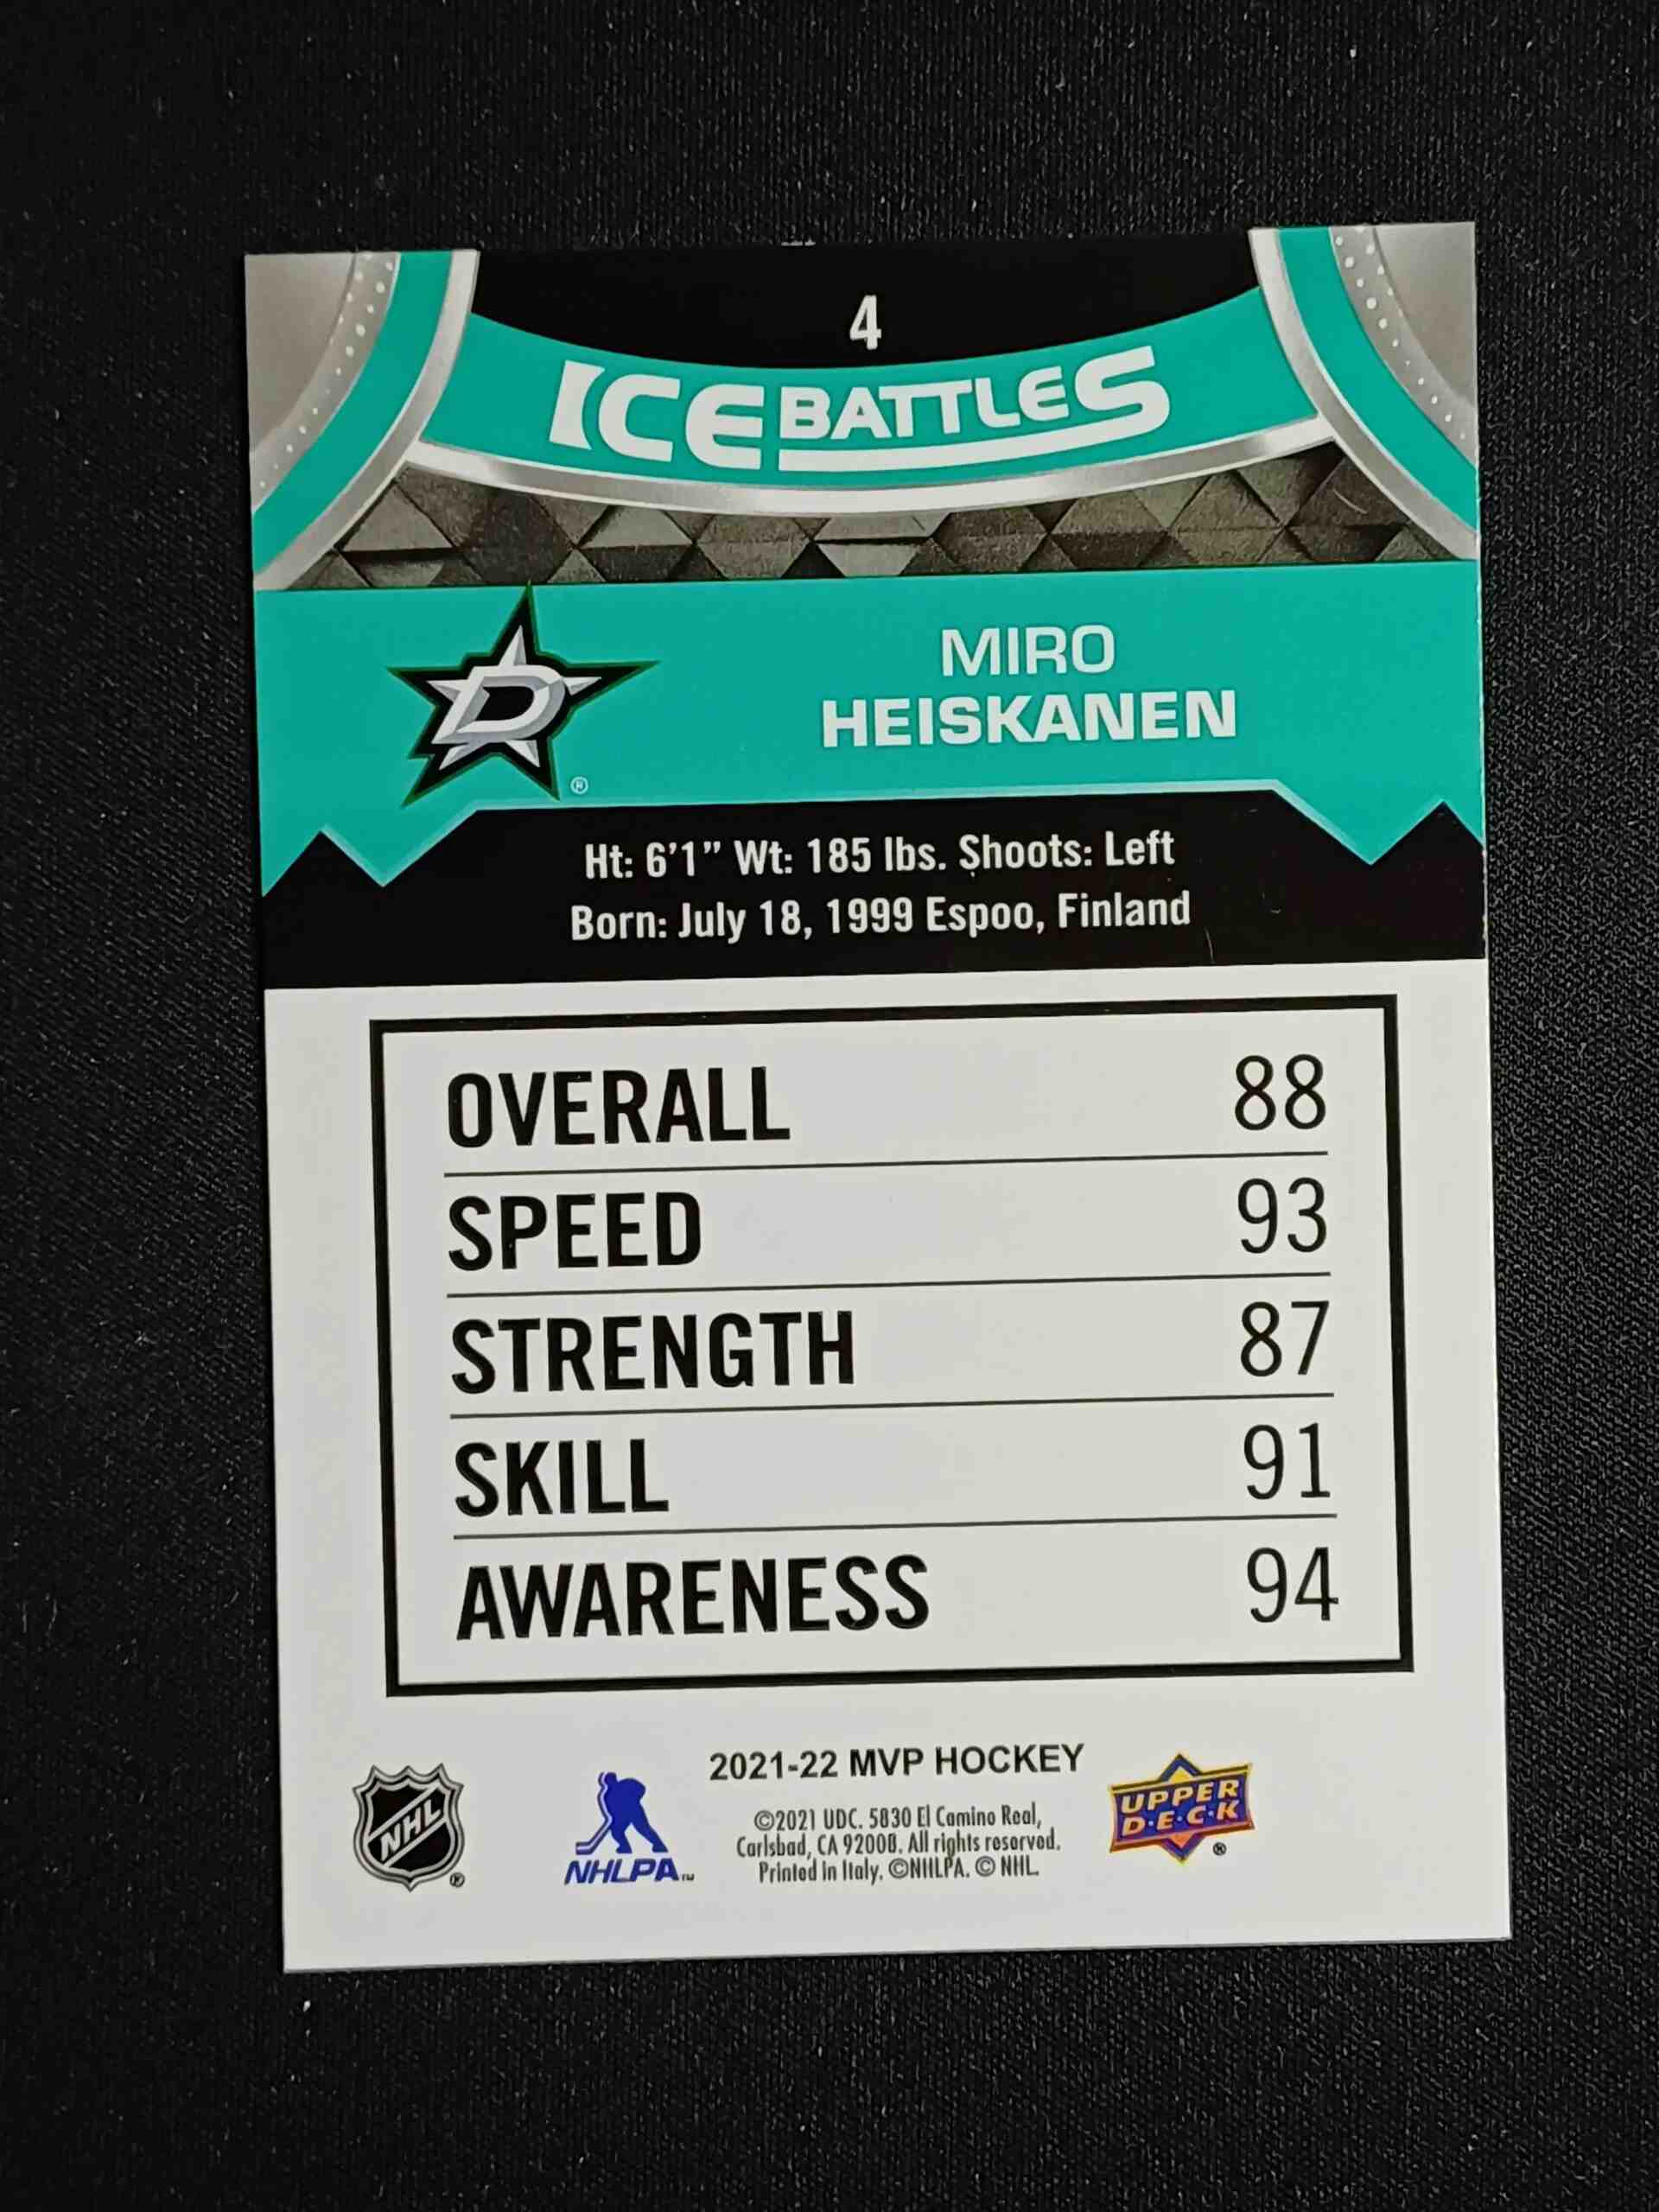 4
ICE BATTLES
D
®
MIRO
HEISKANEN
Ht: 6'1" Wt: 185 lbs. Shoots: Left
Born: July 18, 1999 Espoo, Finland
OVERALL 88
SPEED 93
STRENGTH 87
SKILL 91
AWARENESS 94
2021-22 MVP HOCKEY
©2021 UDC. 5830 El Camino Real,
Carlsbad, CA 92008. All rights reserved.
Printed in Italy. ©NHLPA. © NHL.
NHL
®
NHLPA™
UPPER
D·E·C·K
®